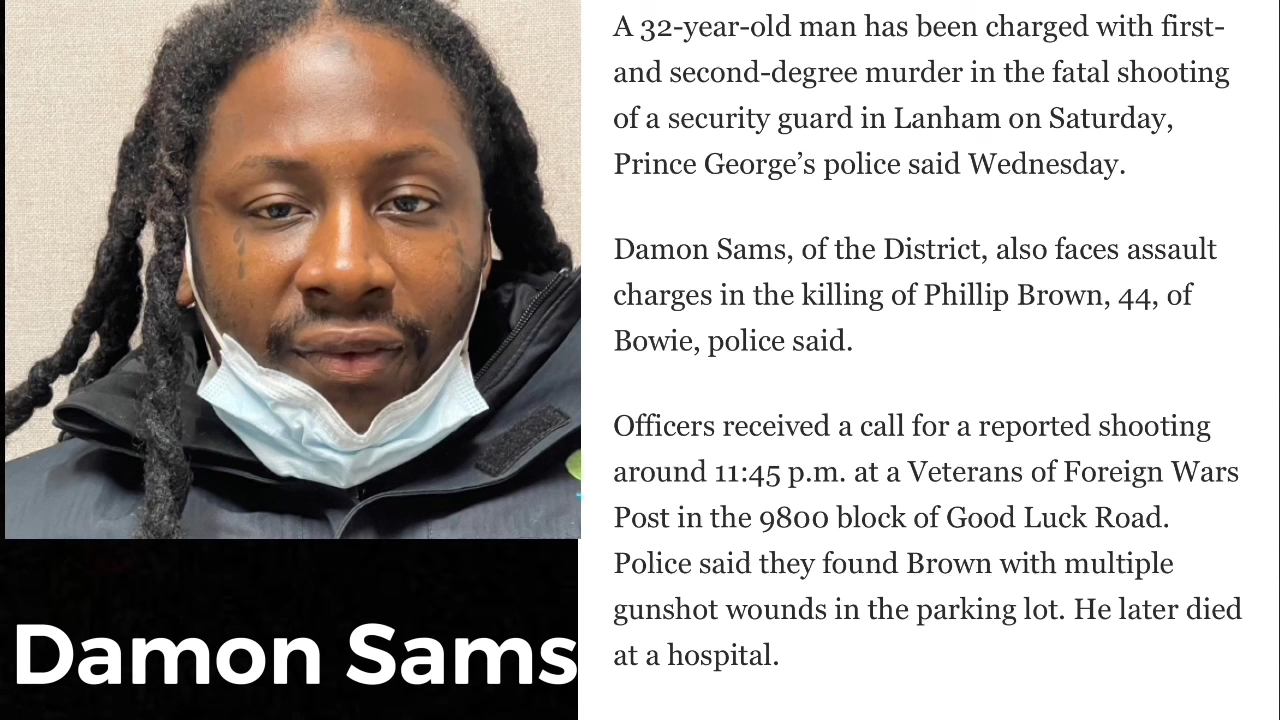 A 32-year-old man has been charged with first-
and second-degree murder in the fatal shooting
of a security guard in Lanham on Saturday,
Prince George’s police said Wednesday.
Damon Sams, of the District, also faces assault
charges in the killing of Phillip Brown, 44, of
Bowie, police said.
Officers received a call for a reported shooting
around 11:45 p.m. at a Veterans of Foreign Wars
Post in the 9800 block of Good Luck Road.
Police said they found Brown with multiple
gunshot wounds in the parking lot. He later died
at a hospital.
Damon Sams